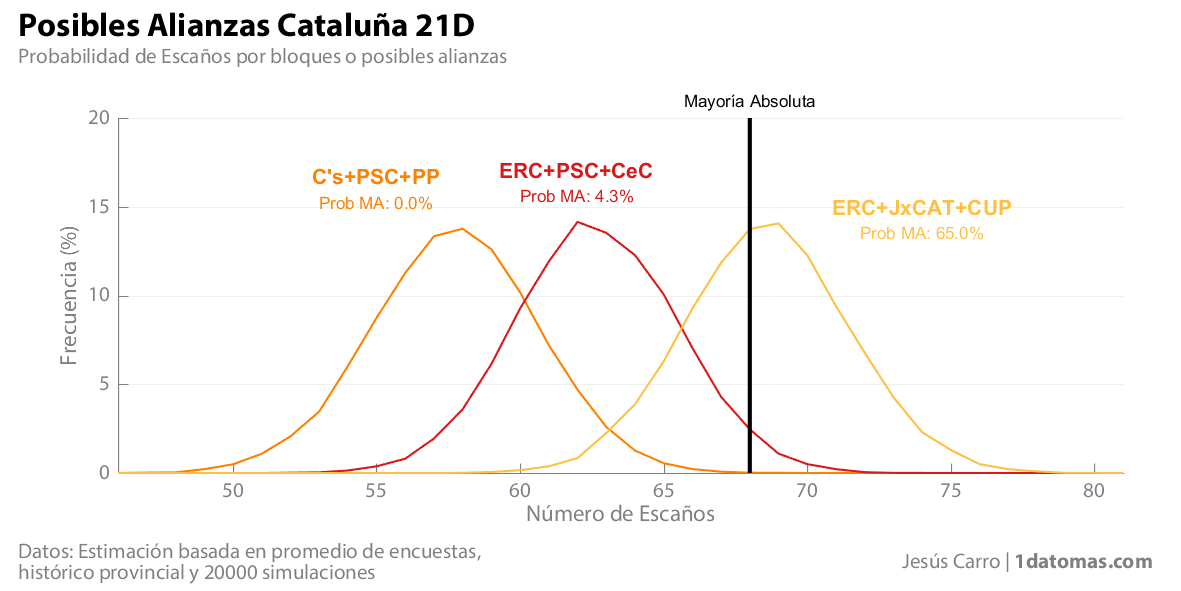 Posibles Alianzas Cataluña 21D
Probabilidad de Escaños por bloques o posibles alianzas
Mayoría Absoluta
20
15
10
5
0
Frecuencia (%)
C's+PSC+PP
Prob MA: 0.0%
ERC+PSC+CeC
Prob MA: 4.3%
ERC+JxCAT+CUP
Prob MA: 65.0%
50 55 60 65 70 75 80
Número de Escaños
Datos: Estimación basada en promedio de encuestas,
histórico provincial y 20000 simulaciones
Jesús Carro | 1datomas.com